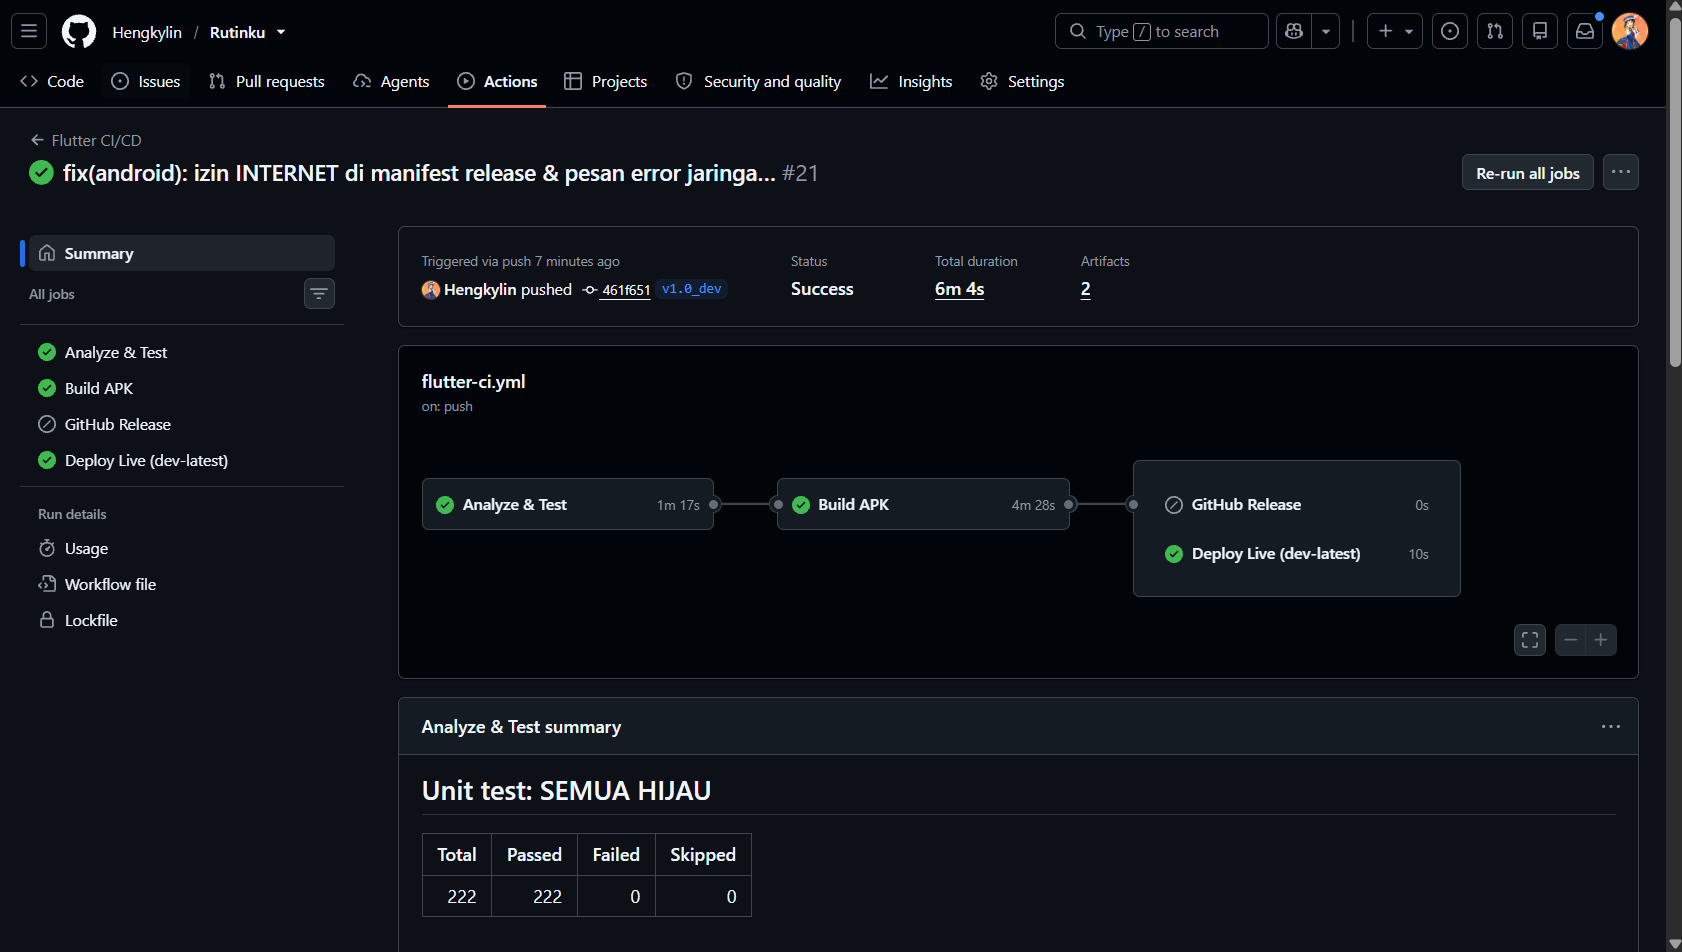 Hengkylin / Rutinku
Type / to search
Code
Issues
Pull requests
Agents
Actions
Projects
Security and quality
Insights
Settings
Flutter CI/CD
fix(android): izin INTERNET di manifest release & pesan error jaringa... #21
Re-run all jobs
Summary
All jobs
Analyze & Test
Build APK
GitHub Release
Deploy Live (dev-latest)
Run details
Usage
Workflow file
Lockfile
Triggered via push 7 minutes ago
Hengkylin pushed 461f651 v1.0_dev
Status
Success
Total duration
6m 4s
Artifacts
2
flutter-ci.yml
on: push
Analyze & Test 1m 17s
Build APK 4m 28s
GitHub Release 0s
Deploy Live (dev-latest) 10s
Analyze & Test summary
Unit test: SEMUA HIJAU
Total Passed Failed Skipped
222 222 0 0